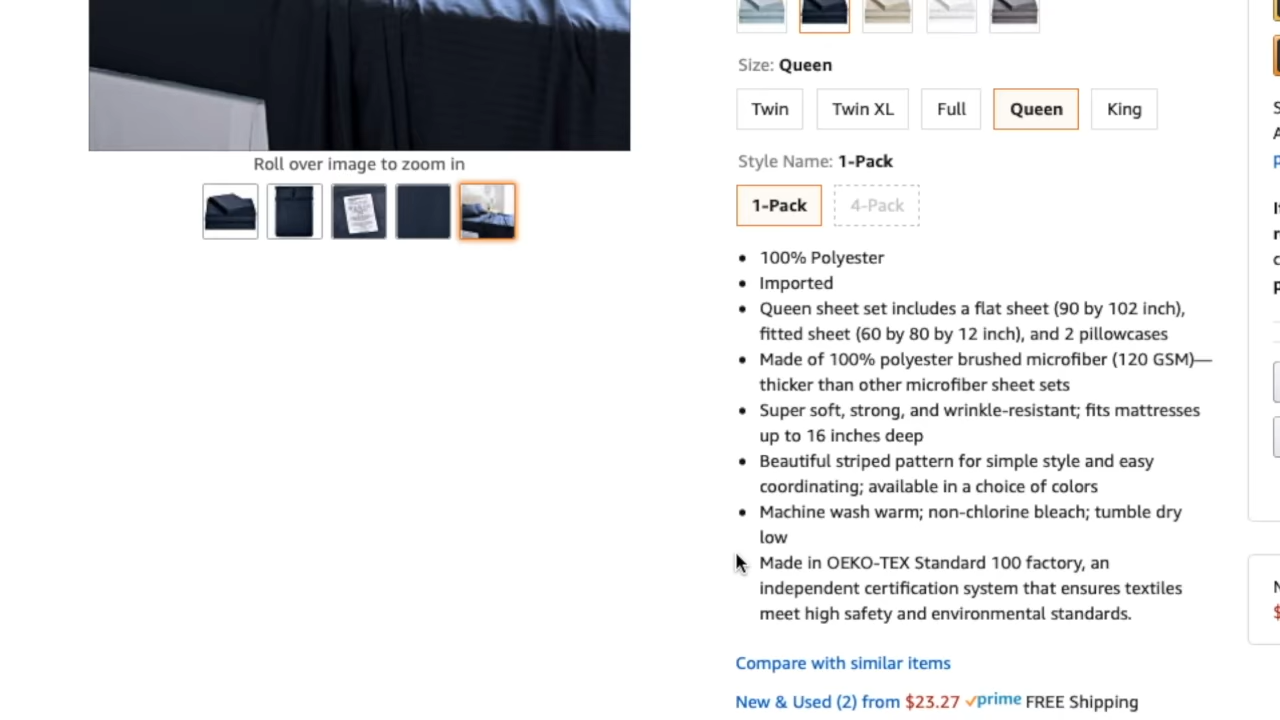 Size: Queen
Twin
Twin XL
Full
Queen
King
Roll over image to zoom in
Style Name: 1-Pack
1-Pack
4-Pack
100% Polyester
Imported
Queen sheet set includes a flat sheet (90 by 102 inch),
fitted sheet (60 by 80 by 12 inch), and 2 pillowcases
Made of 100% polyester brushed microfiber (120 GSM)—
thicker than other microfiber sheet sets
Super soft, strong, and wrinkle-resistant; fits mattresses
up to 16 inches deep
Beautiful striped pattern for simple style and easy
coordinating; available in a choice of colors
Machine wash warm; non-chlorine bleach; tumble dry
low
Made in OEKO-TEX Standard 100 factory, an
independent certification system that ensures textiles
meet high safety and environmental standards.
Compare with similar items
New & Used (2) from $23.27 prime FREE Shipping